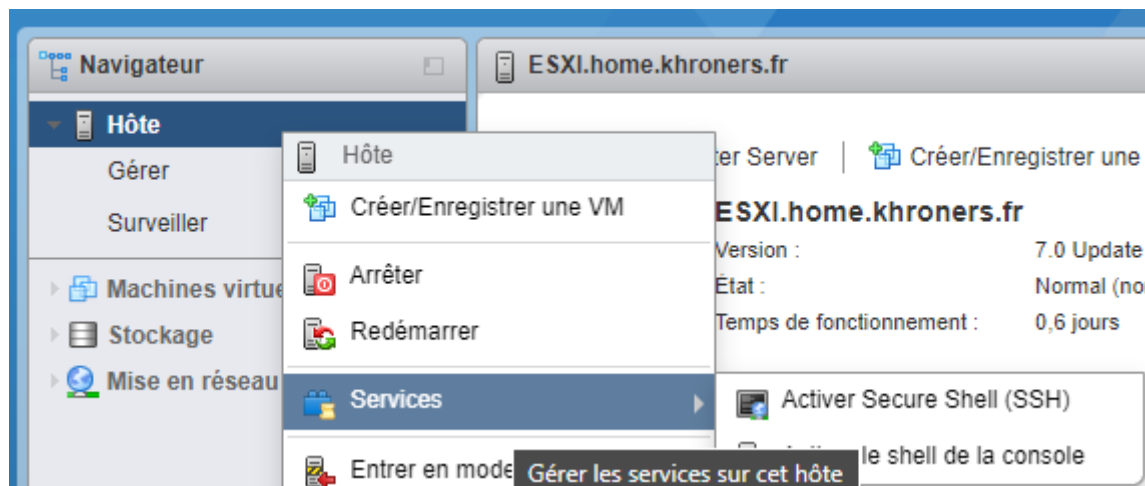 Navigateur
ESXI.home.khroners.fr
Hôte
Gérer
Surveiller
Machines
Stockage
Mise en réseau
Hôte
Créer/Enregistrer une VM
Arrêter
Redémarrer
Services
Entrer en mode
Gérer les services sur cet hôte
Activer Secure Shell (SSH)
le shell de la console
Server
Créer/Enregistrer une
ESXI.home.khroners.fr
Version : 7.0 Update
État : Normal
Temps de fonctionnement : 0,6 jours